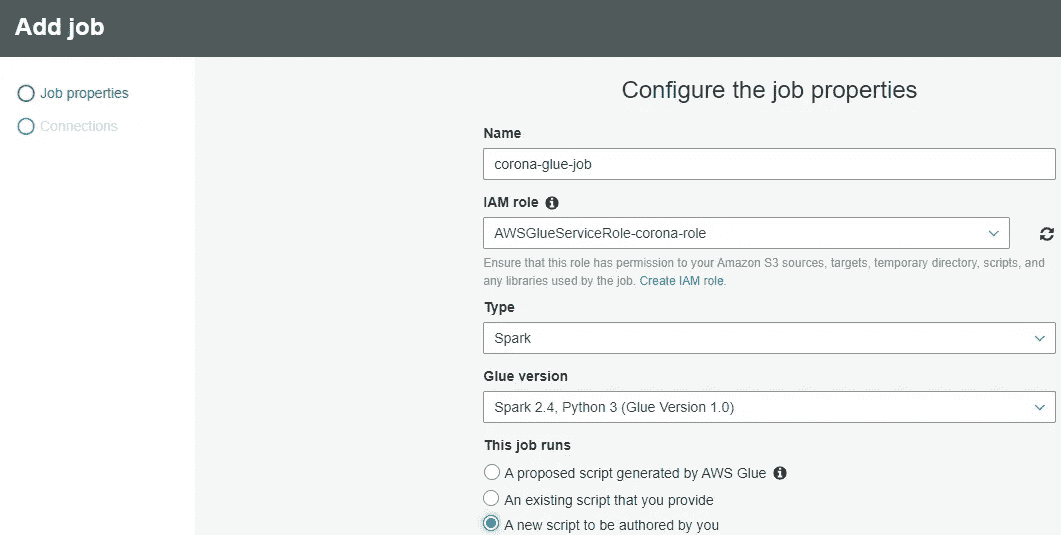 Add job
Job properties
Connections
Configure the job properties
Name
corona-glue-job
IAM role
AWSGlueServiceRole-corona-role
Ensure that this role has permission to your Amazon S3 sources, targets, temporary directory, scripts, and
any libraries used by the job. Create IAM role.
Type
Spark
Glue version
Spark 2.4, Python 3 (Glue Version 1.0)
This job runs
A proposed script generated by AWS Glue
An existing script that you provide
A new script to be authored by you